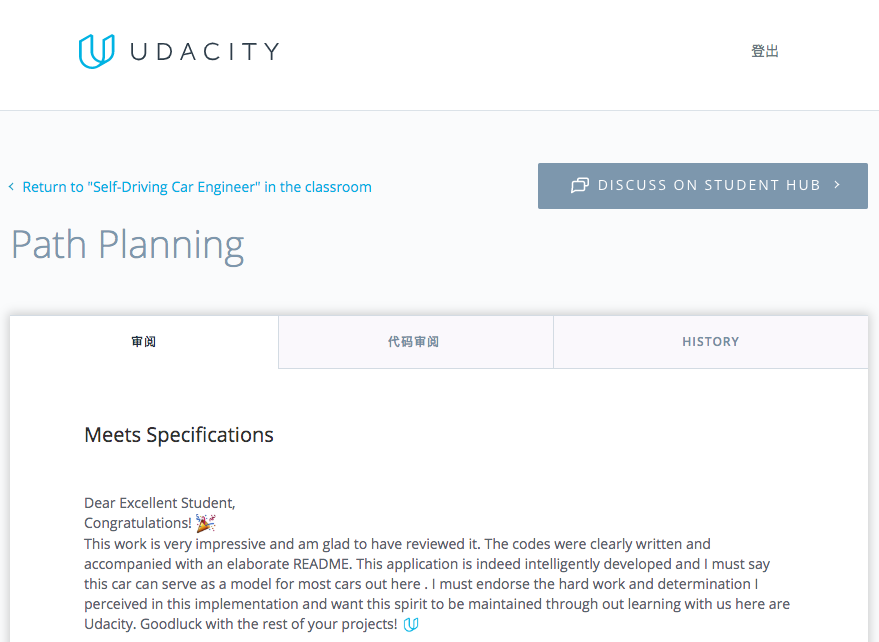 UDACITY
登出
Return to "Self-Driving Car Engineer" in the classroom
DISCUSS ON STUDENT HUB
Path Planning
审阅
代码审阅
HISTORY
Meets Specifications
Dear Excellent Student,
Congratulations! 🎉
This work is very impressive and am glad to have reviewed it. The codes were clearly written and
accompanied with an elaborate README. This application is indeed intelligently developed and I must say
this car can serve as a model for most cars out here . I must endorse the hard work and determination I
perceived in this implementation and want this spirit to be maintained through out learning with us here are
Udacity. Goodluck with the rest of your projects!